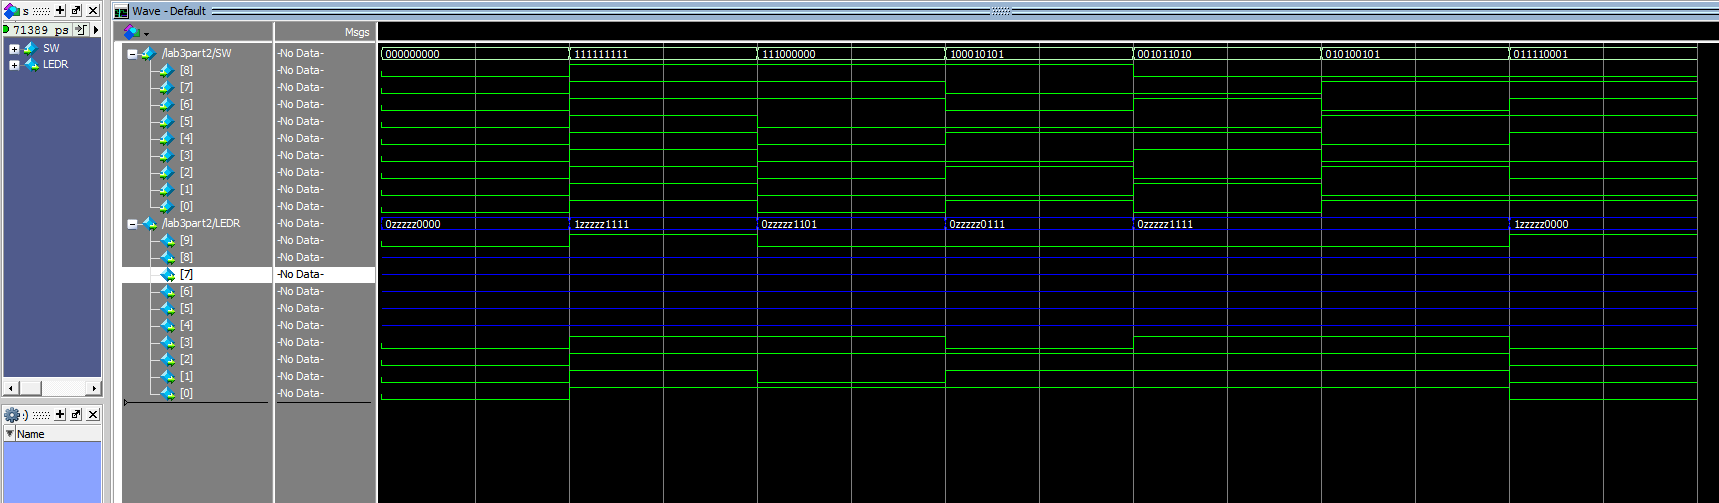 s
Wave - Default
71389 ps
Msgs
SW
LEDR
/lab3part2/SW -No Data- 000000000 111111111 111000000 100010101 001011010 010100101 011110001
[8] -No Data-
[7] -No Data-
[6] -No Data-
[5] -No Data-
[4] -No Data-
[3] -No Data-
[2] -No Data-
[1] -No Data-
[0] -No Data-
/lab3part2/LEDR -No Data- 0zzzzz0000 1zzzzz1111 0zzzzz1101 0zzzzz0111 0zzzzz1111 1zzzzz0000
[9] -No Data-
[8] -No Data-
[7] -No Data-
[6] -No Data-
[5] -No Data-
[4] -No Data-
[3] -No Data-
[2] -No Data-
[1] -No Data-
[0] -No Data-
Name